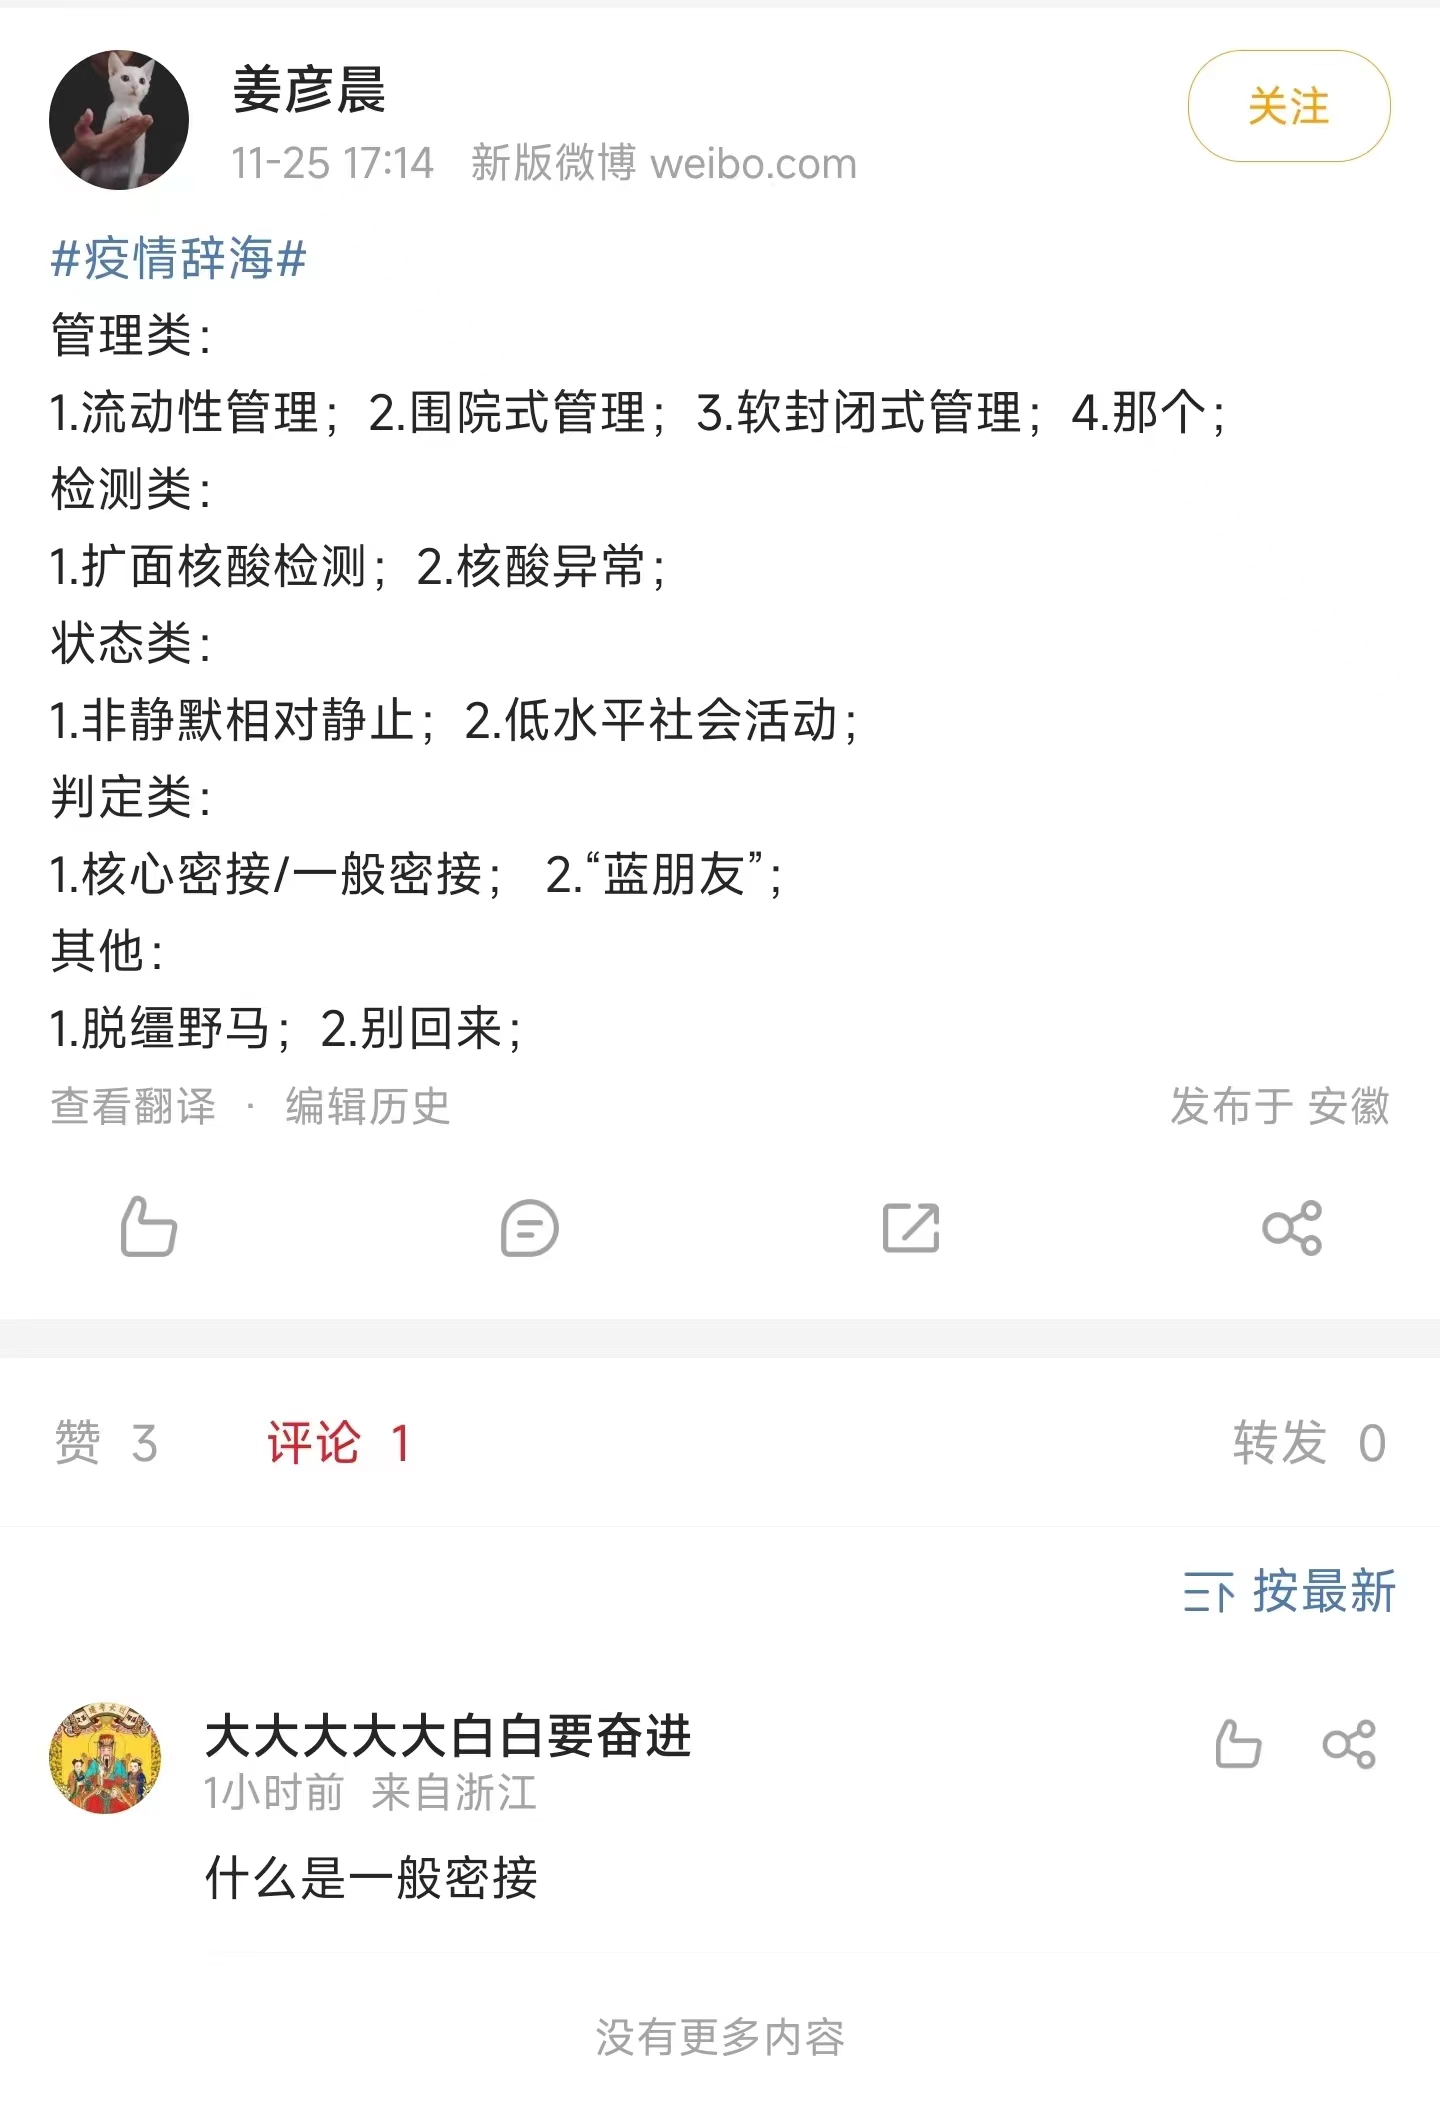 姜彦晨
关注
11-25 17:14 新版微博 weibo.com
#疫情辞海#
管理类：
1.流动性管理；2.围院式管理；3.软封闭式管理；4.那个；
检测类：
1.扩面核酸检测；2.核酸异常；
状态类：
1.非静默相对静止；2.低水平社会活动；
判定类：
1.核心密接/一般密接； 2.“蓝朋友”；
其他：
1.脱缰野马；2.别回来；
查看翻译 · 编辑历史
发布于 安徽
赞 3 评论 1 转发 0
按最新
大大大大大白白要奋进
1小时前 来自浙江
什么是一般密接
没有更多内容